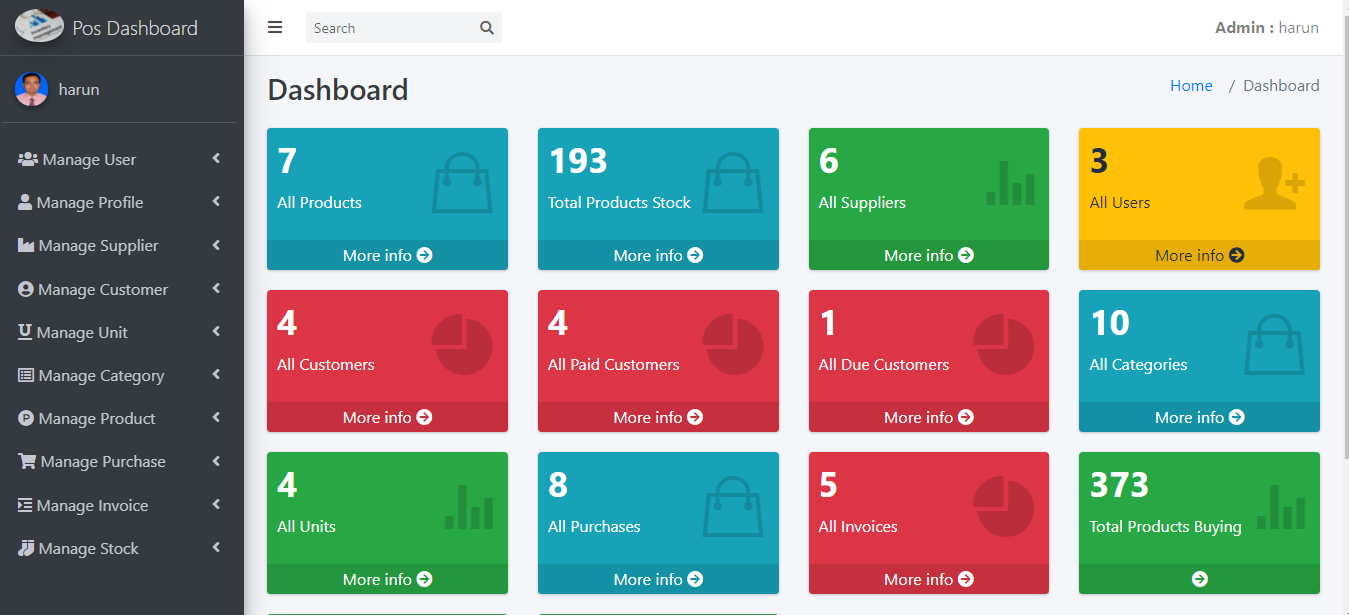 Pos Dashboard
Search
Admin : harun
harun
Dashboard
Home / Dashboard
Manage User
Manage Profile
Manage Supplier
Manage Customer
Manage Unit
Manage Category
Manage Product
Manage Purchase
Manage Invoice
Manage Stock
7
All Products
More info
193
Total Products Stock
More info
6
All Suppliers
More info
3
All Users
More info
4
All Customers
More info
4
All Paid Customers
More info
1
All Due Customers
More info
10
All Categories
More info
4
All Units
More info
8
All Purchases
More info
5
All Invoices
More info
373
Total Products Buying